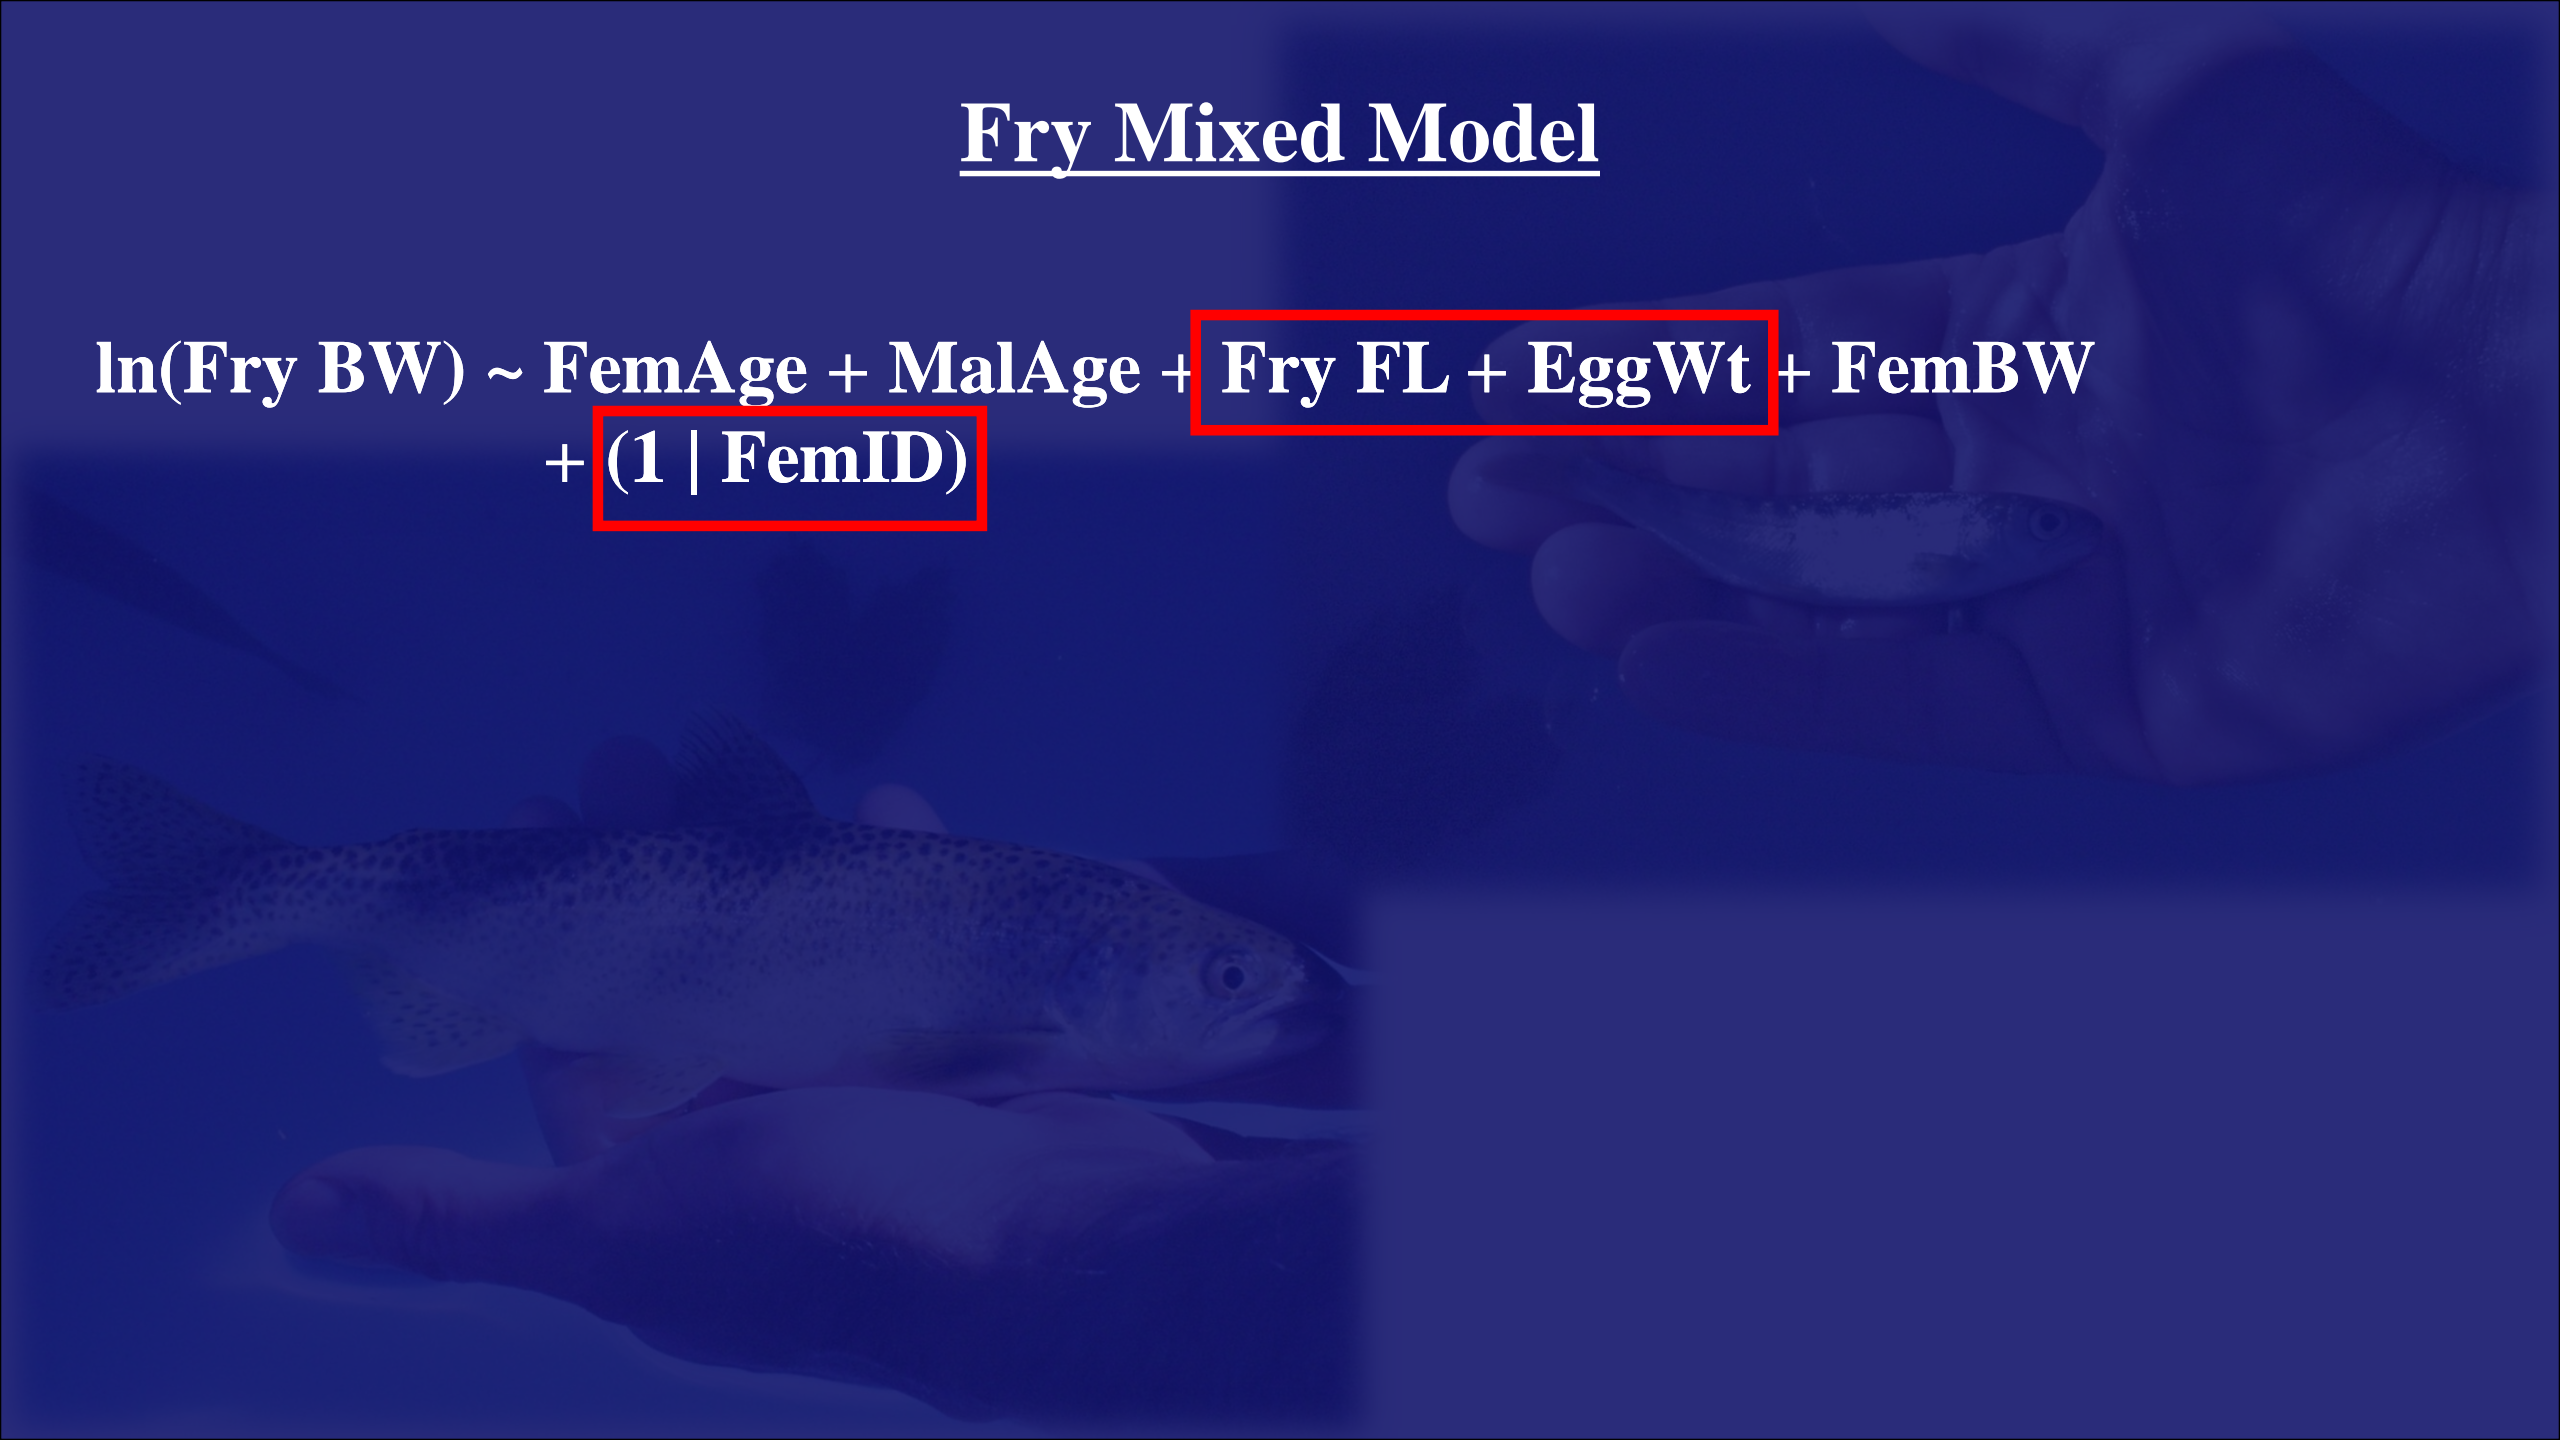 Fry Mixed Model
ln(Fry BW) ~ FemAge + MalAge + Fry FL + EggWt + FemBW
+ (1 | FemID)